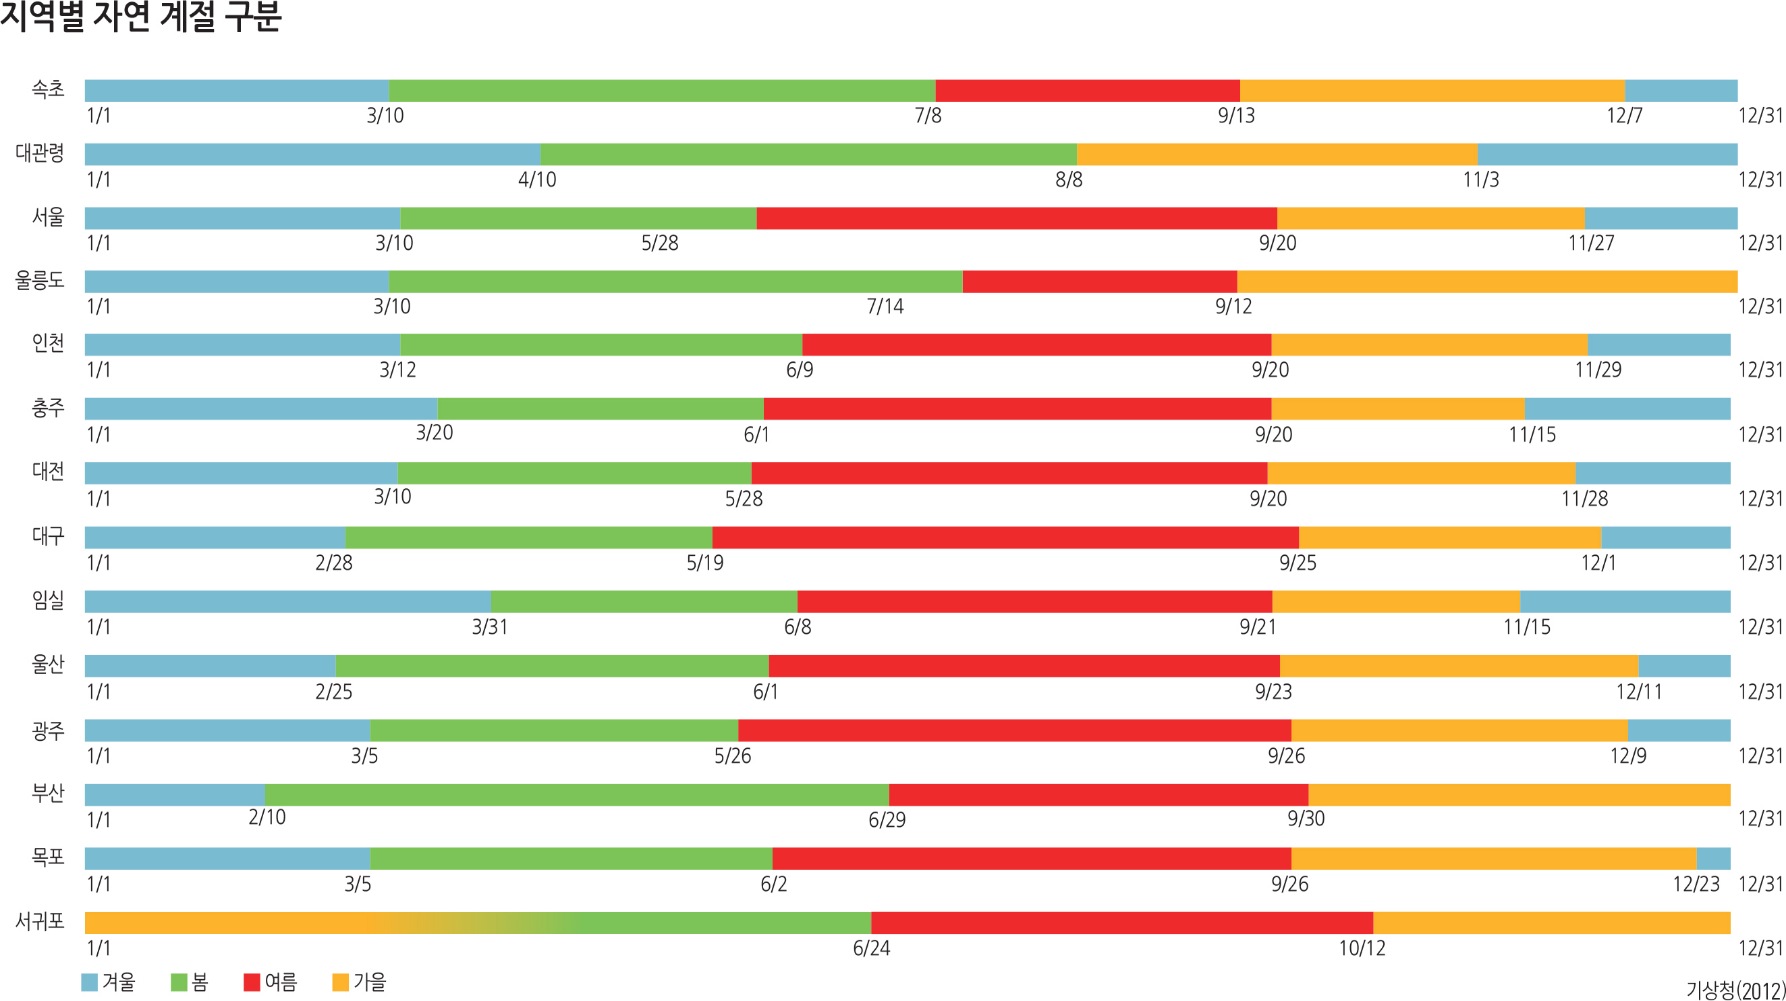 지역별 자연 계절 구분
속초
1/1 3/10 7/8 9/13 12/7 12/31
대관령
1/1 4/10 8/8 11/3 12/31
서울
1/1 3/10 5/28 9/20 11/27 12/31
울릉도
1/1 3/10 7/14 9/12 12/31
인천
1/1 3/12 6/9 9/20 11/29 12/31
충주
1/1 3/20 6/1 9/20 11/15 12/31
대전
1/1 3/10 5/28 9/20 11/28 12/31
대구
1/1 2/28 5/19 9/25 12/1 12/31
임실
1/1 3/31 6/8 9/21 11/15 12/31
울산
1/1 2/25 6/1 9/23 12/11 12/31
광주
1/1 3/5 5/26 9/26 12/9 12/31
부산
1/1 2/10 6/29 9/30 12/31
목포
1/1 3/5 6/2 9/26 12/23 12/31
서귀포
1/1 6/24 10/12 12/31
겨울 봄 여름 가을
기상청(2012)